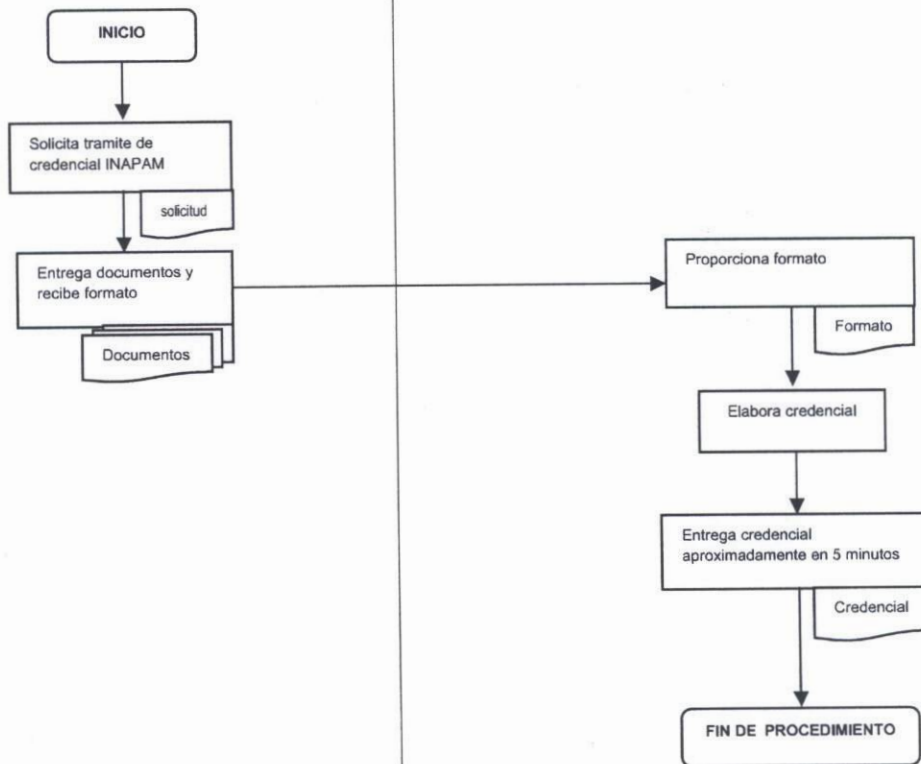 INICIO
Solicita tramite de
credencial INAPAM
solicitud
Entrega documentos y
recibe formato
Documentos
Proporciona formato
Formato
Elabora credencial
Entrega credencial
aproximadamente en 5 minutos
Credencial
FIN DE PROCEDIMIENTO